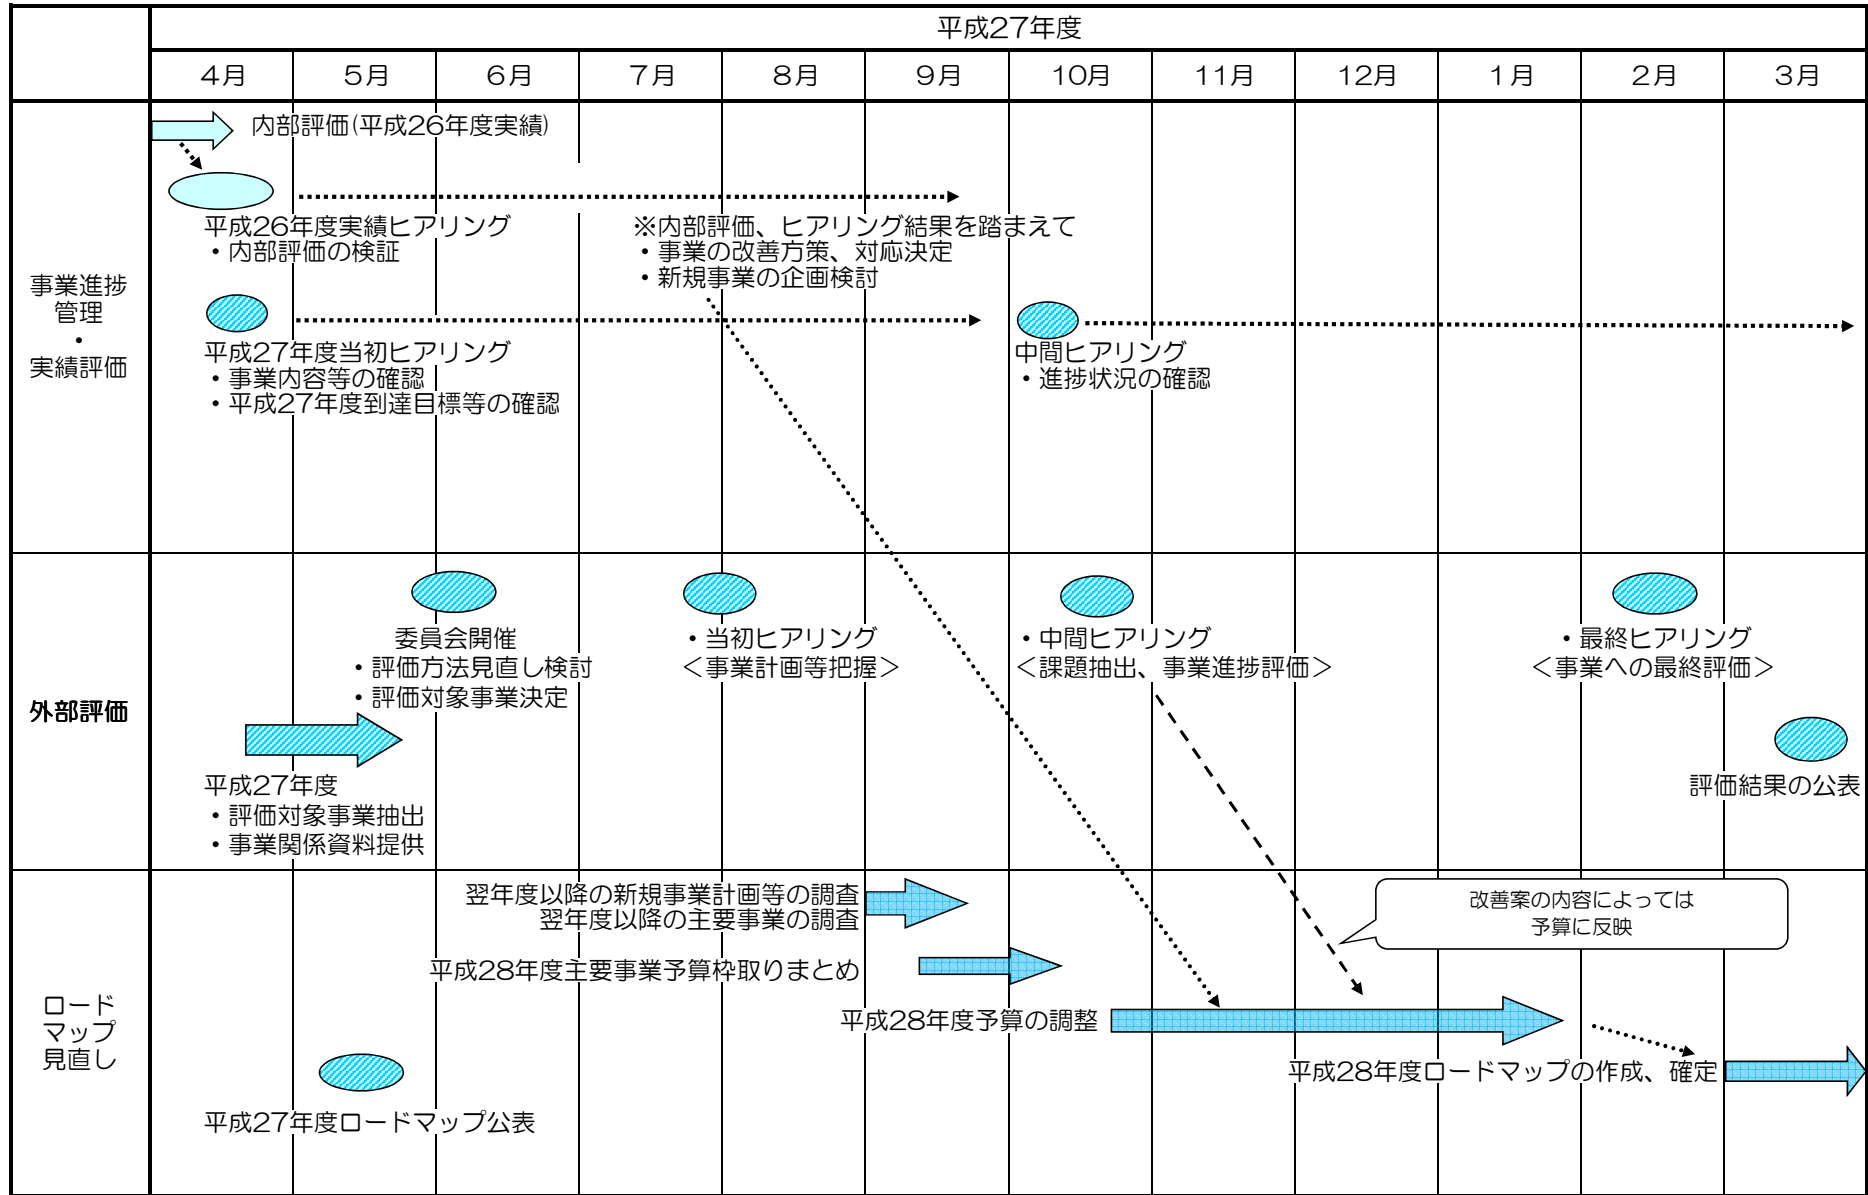 平成27年度
4月 5月 6月 7月 8月 9月 10月 11月 12月 1月 2月 3月
事業進捗
管理
・
実績評価
内部評価(平成26年度実績)
平成26年度実績ヒアリング
・内部評価の検証
※内部評価、ヒアリング結果を踏まえて
・事業の改善方策、対応決定
・新規事業の企画検討
平成27年度当初ヒアリング
・事業内容等の確認
・平成27年度到達目標等の確認
中間ヒアリング
・進捗状況の確認
外部評価
委員会開催
・評価方法見直し検討
・評価対象事業決定
・当初ヒアリング
＜事業計画等把握＞
・中間ヒアリング
＜課題抽出、事業進捗評価＞
・最終ヒアリング
＜事業への最終評価＞
評価結果の公表
平成27年度
・評価対象事業抽出
・事業関係資料提供
ロード
マップ
見直し
翌年度以降の新規事業計画等の調査
翌年度以降の主要事業の調査
改善案の内容によっては
予算に反映
平成28年度主要事業予算枠取りまとめ
平成28年度予算の調整
平成28年度ロードマップの作成、確定
平成27年度ロードマップ公表